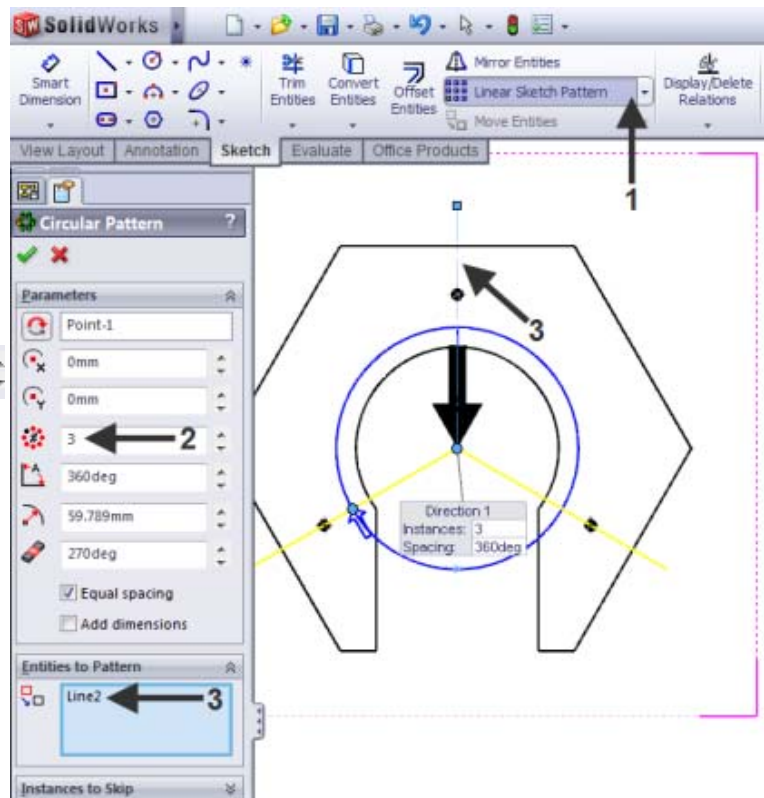 SolidWorks
Smart Dimension
Trim Entities
Convert Entities
Offset Entities
Mirror Entities
Linear Sketch Pattern
Move Entities
Display/Delete Relations
View Layout
Annotation
Sketch
Evaluate
Office Products
1
Circular Pattern ?
Parameters
Point-1
0mm
0mm
3
2
360deg
59.789mm
270deg
Equal spacing
Add dimensions
Entities to Pattern
Line2
3
Instances to Skip
3
Direction 1
Instances: 3
Spacing: 360deg